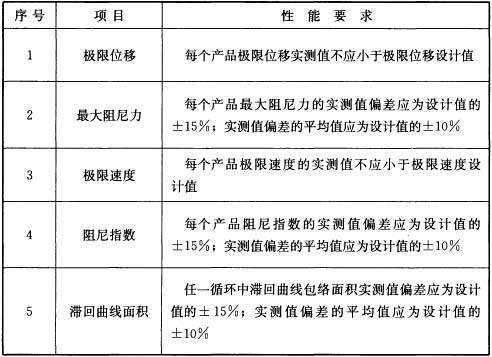 序号 项目 性能要求
1 极限位移 每个产品极限位移实测值不应小于极限位移设计值
2 最大阻尼力 每个产品最大阻尼力的实测值偏差应为设计值的
±15%；实测值偏差的平均值应为设计值的±10%
3 极限速度 每个产品极限速度的实测值不应小于极限速度设
计值
4 阻尼指数 每个产品阻尼指数的实测值偏差应为设计值的
±15%；实测值偏差的平均值应为设计值的±10%
5 滞回曲线面积 任一循环中滞回曲线包络面积实测值偏差应为设计
值的±15%；实测值偏差的平均值应为设计值的
±10%